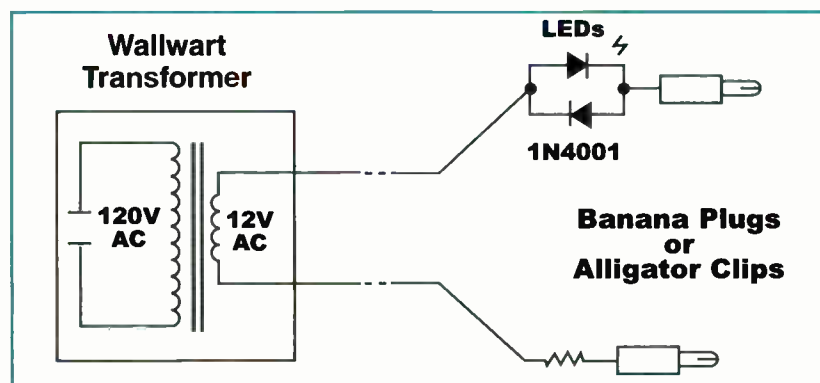 Wallwart
Transformer
LEDs
1N4001
120V
AC
12V
AC
Banana Plugs
or
Alligator Clips